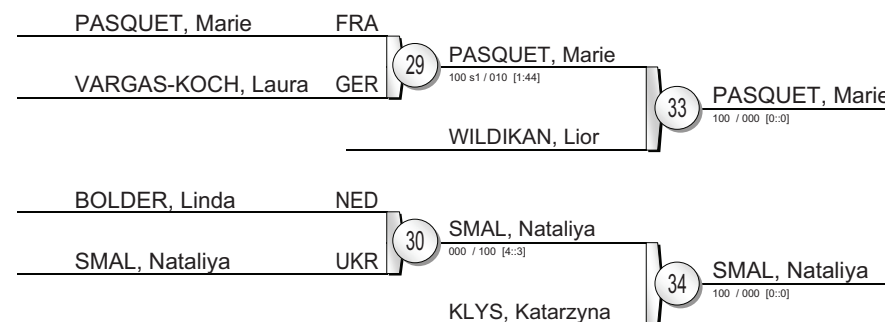 PASQUET, Marie FRA
VARGAS-KOCH, Laura GER
29
PASQUET, Marie
100 s1 / 010 [1:44]
WILDIKAN, Lior
33
PASQUET, Marie
100 / 000 [0::0]
BOLDER, Linda NED
SMAL, Nataliya UKR
30
SMAL, Nataliya
000 / 100 [4::3]
KLYS, Katarzyna
34
SMAL, Nataliya
100 / 000 [0::0]